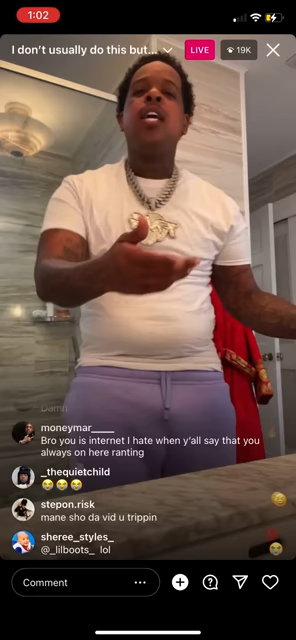 1:02
I don't usually do this but...
LIVE
19K
Damn
moneymar____
Bro you is internet I hate when y'all say that you
always on here ranting
_thequietchild
😭😭😭
stepon.risk
mane sho da vid u trippin
sheree_styles_
@_lilboots_ lol
Comment